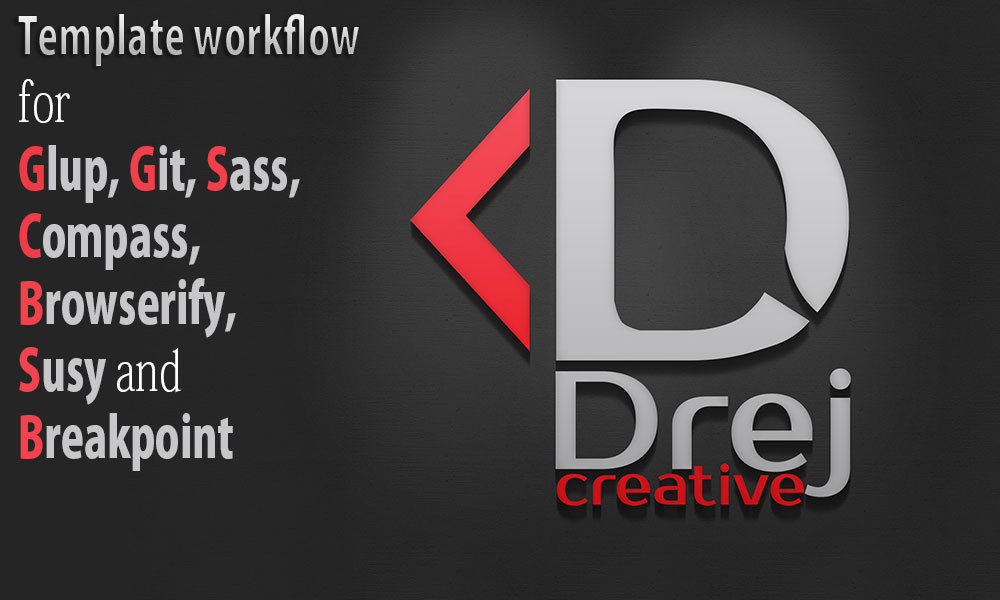 Template workflow
for
Glup, Git, Sass,
Compass,
Browserify,
Susy and
Breakpoint
D
Drej
creative